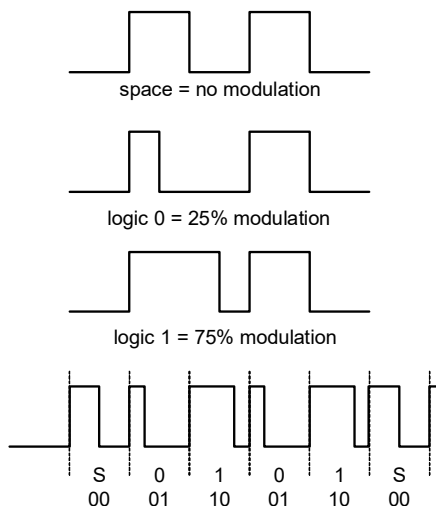 space = no modulation
logic 0 = 25% modulation
logic 1 = 75% modulation
S 0 1 0 1 S
00 01 10 01 10 00